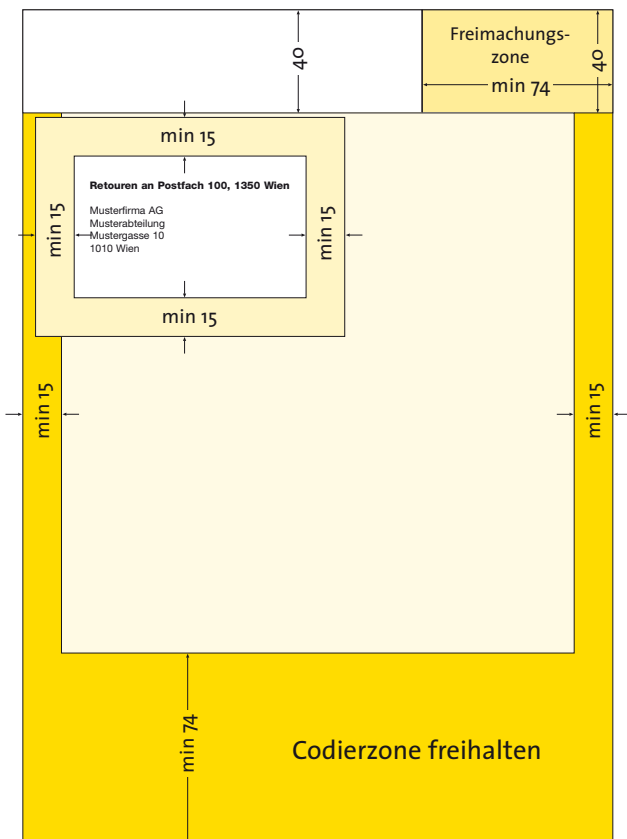 40
Freimachungs-
zone
min 74
40
min 15
min 15
Retouren an Postfach 100, 1350 Wien
Musterfirma AG
Musterabteilung
Mustergasse 10
1010 Wien
min 15
min 15
min 15
min 15
min 74
Codierzone freihalten